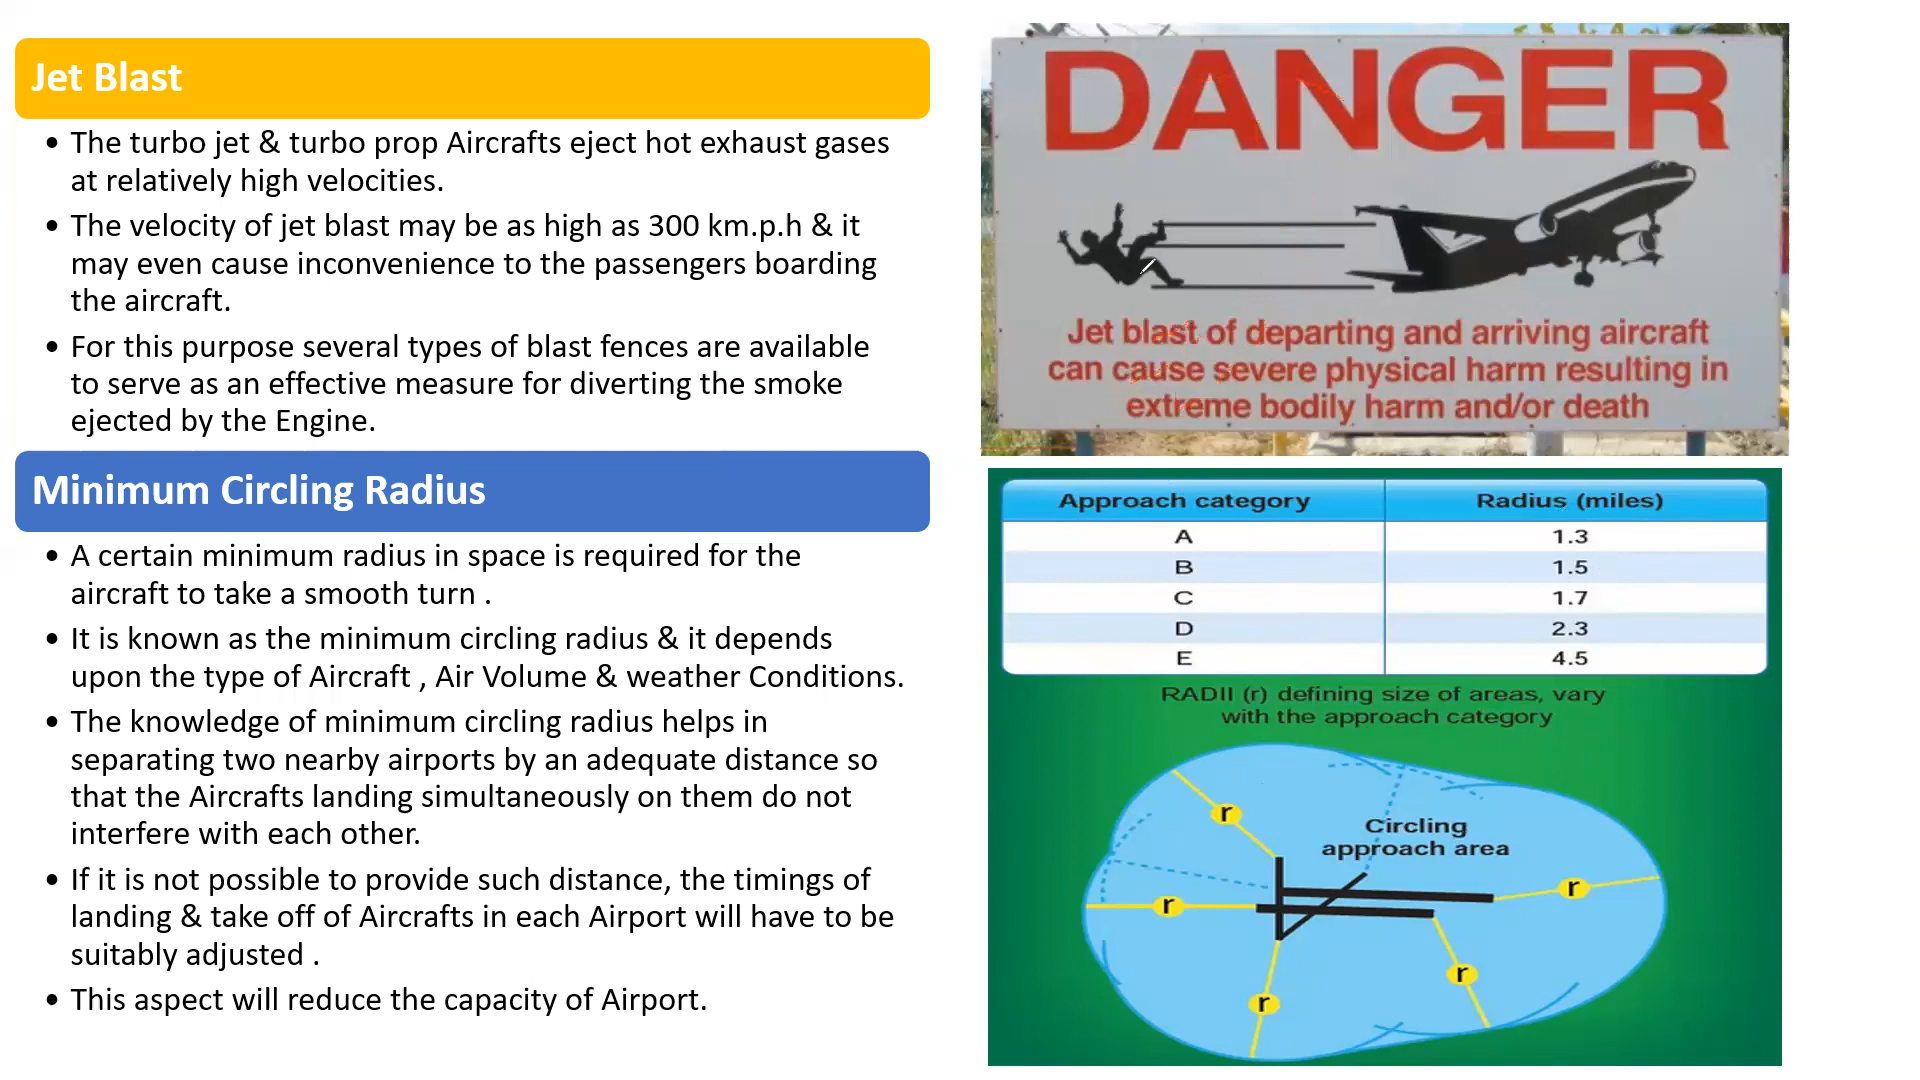 Jet Blast
• The turbo jet & turbo prop Aircrafts eject hot exhaust gases
at relatively high velocities.
• The velocity of jet blast may be as high as 300 km.p.h & it
may even cause inconvenience to the passengers boarding
the aircraft.
• For this purpose several types of blast fences are available
to serve as an effective measure for diverting the smoke
ejected by the Engine.
Minimum Circling Radius
• A certain minimum radius in space is required for the
aircraft to take a smooth turn .
• It is known as the minimum circling radius & it depends
upon the type of Aircraft , Air Volume & weather Conditions.
• The knowledge of minimum circling radius helps in
separating two nearby airports by an adequate distance so
that the Aircrafts landing simultaneously on them do not
interfere with each other.
• If it is not possible to provide such distance, the timings of
landing & take off of Aircrafts in each Airport will have to be
suitably adjusted .
• This aspect will reduce the capacity of Airport.
DANGER
Jet blast of departing and arriving aircraft
can cause severe physical harm resulting in
extreme bodily harm and/or death
Approach category Radius (miles)
A 1.3
B 1.5
C 1.7
D 2.3
E 4.5
RADII (r) defining size of areas, vary
with the approach category
r
Circling
approach area
r
r
r
r